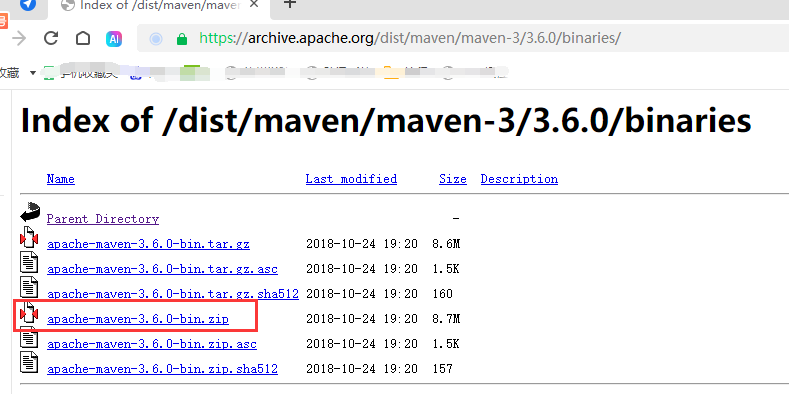 Index of /dist/maven/maven
AI
https://archive.apache.org/dist/maven/maven-3/3.6.0/binaries/
Index of /dist/maven/maven-3/3.6.0/binaries
Name Last modified Size Description
Parent Directory -
apache-maven-3.6.0-bin.tar.gz 2018-10-24 19:20 8.6M
apache-maven-3.6.0-bin.tar.gz.asc 2018-10-24 19:20 1.5K
apache-maven-3.6.0-bin.tar.gz.sha512 2018-10-24 19:20 160
apache-maven-3.6.0-bin.zip 2018-10-24 19:20 8.7M
apache-maven-3.6.0-bin.zip.asc 2018-10-24 19:20 1.5K
apache-maven-3.6.0-bin.zip.sha512 2018-10-24 19:20 157